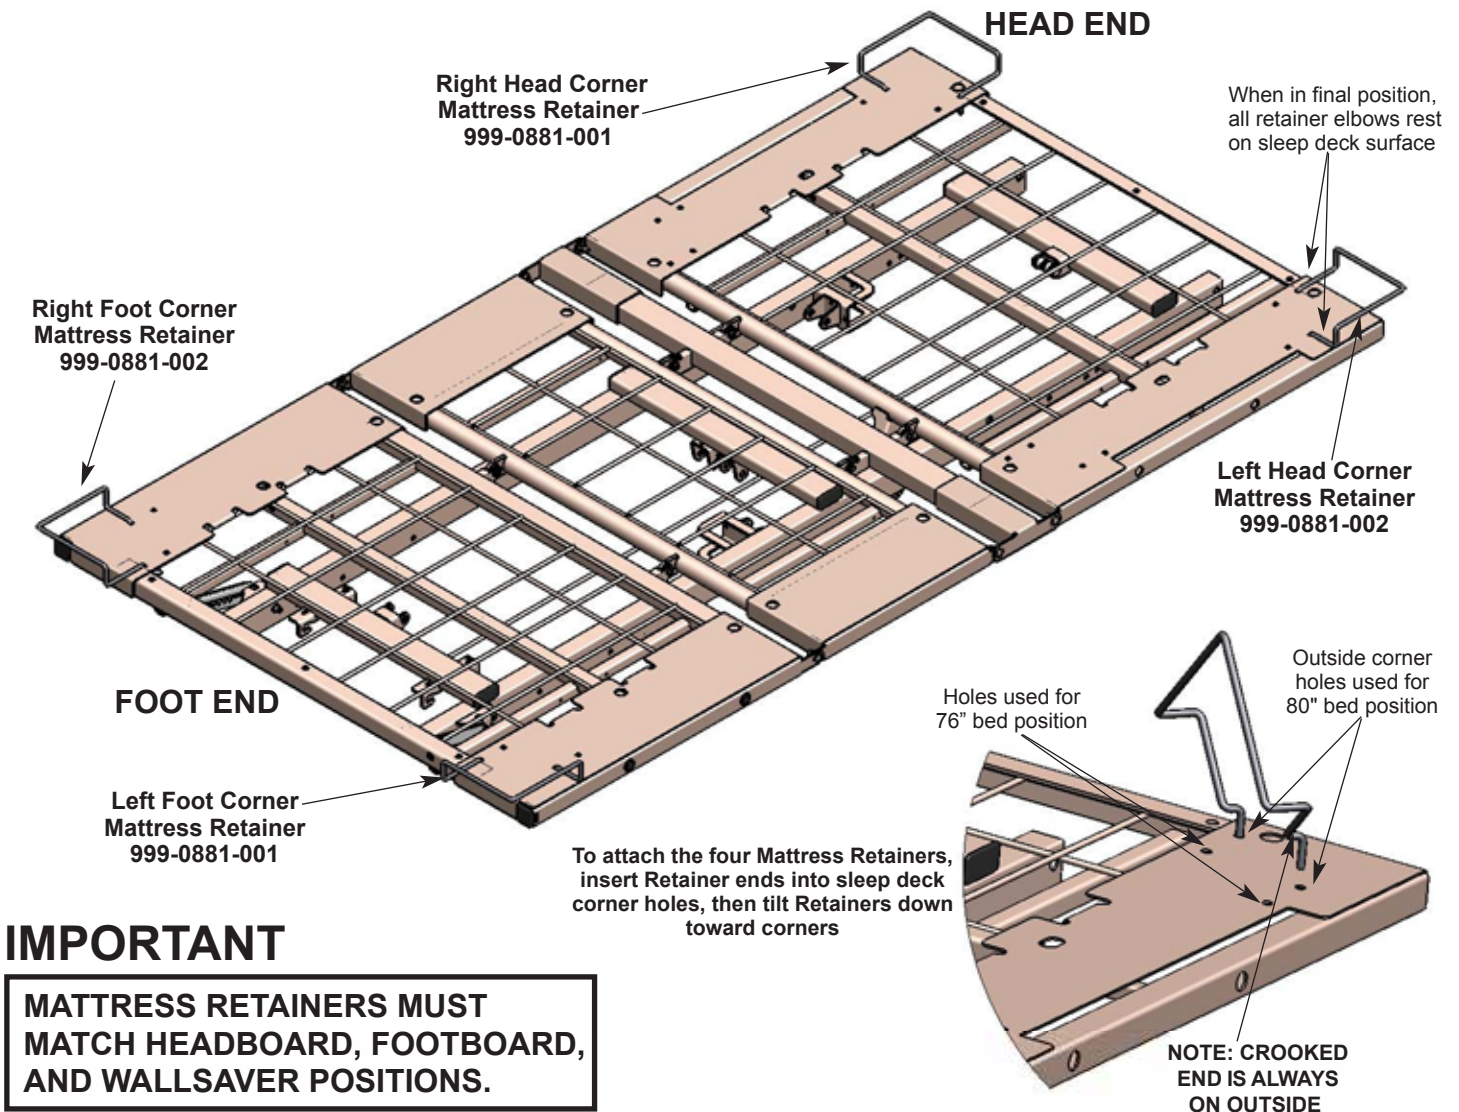 HEAD END
Right Head Corner
Mattress Retainer
999-0881-001
When in final position,
all retainer elbows rest
on sleep deck surface
Right Foot Corner
Mattress Retainer
999-0881-002
Left Head Corner
Mattress Retainer
999-0881-002
FOOT END
Left Foot Corner
Mattress Retainer
999-0881-001
Holes used for
76” bed position
Outside corner
holes used for
80" bed position
To attach the four Mattress Retainers,
insert Retainer ends into sleep deck
corner holes, then tilt Retainers down
toward corners
IMPORTANT
MATTRESS RETAINERS MUST
MATCH HEADBOARD, FOOTBOARD,
AND WALLSAVER POSITIONS.
NOTE: CROOKED
END IS ALWAYS
ON OUTSIDE